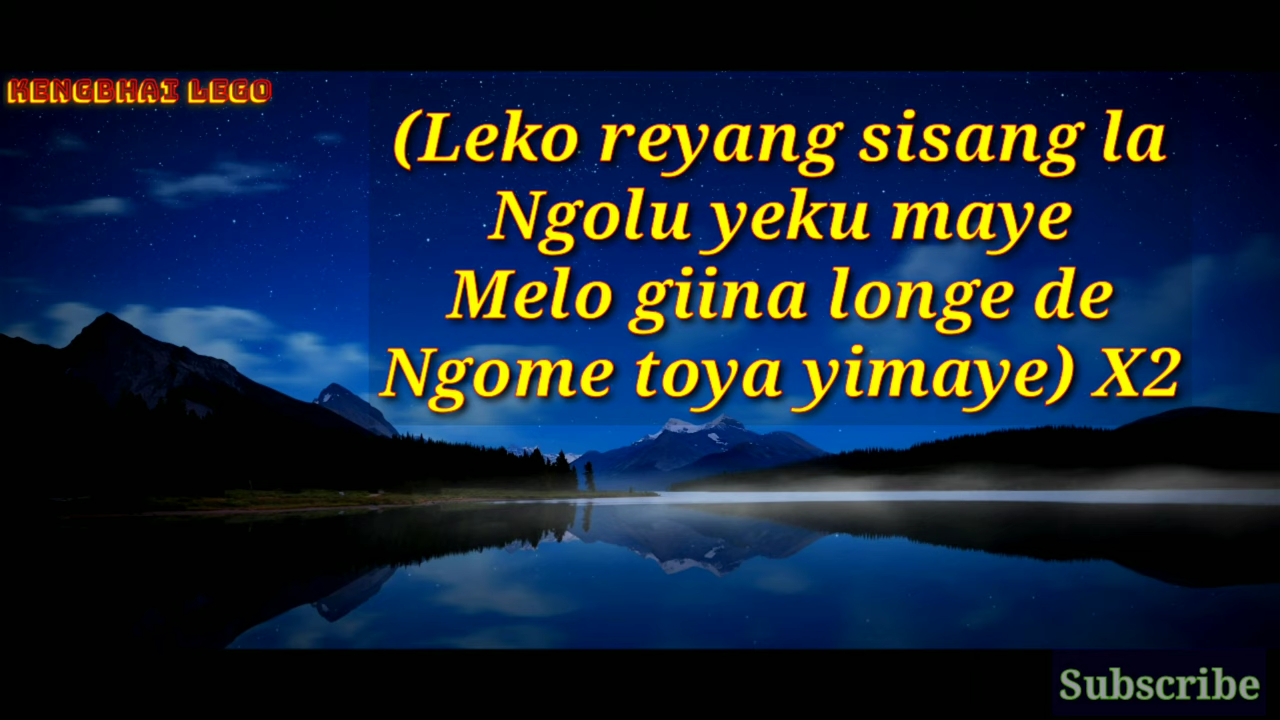 KENGBHAI LEGO
(Leko reyang sisang la
Ngolu yeku maye
Melo giina longe de
Ngome toya yimaye) X2
Subscribe